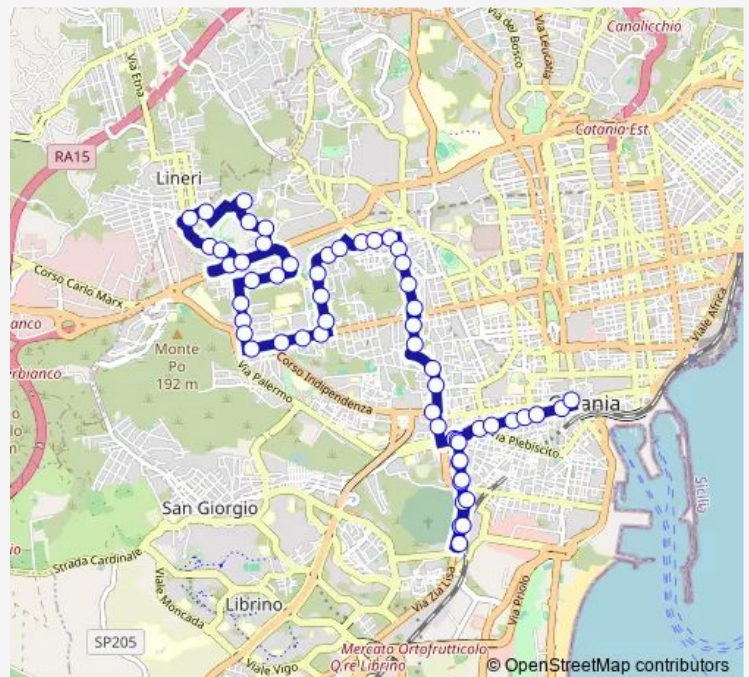 Canalicchio
Via Etna
Via del Bosco
Via Leucatia
Catania Est
RA15
Lineri
Corso Carlo Marx
Viale Africa
Monte
Po
192 m
Corso Indipendenza
Via Palermo
Via Plebiscito
San Giorgio
Sicilia
Strada Cardinale
Viale Moncada
Librino
Via Zia Lisa
Via Priolo
SP205
Viale Vigo
Mercato Ortofrutticolo
Q.re Librino
© OpenStreetMap contributors